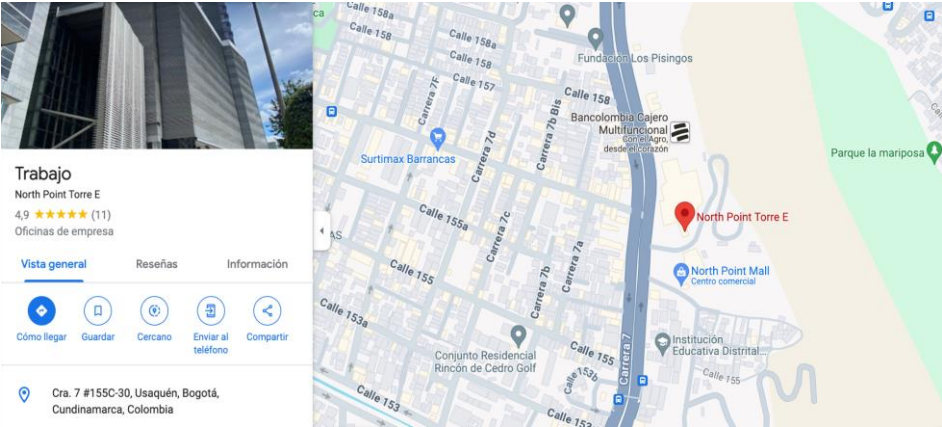 Trabajo
North Point Torre E
4,9 ★★★★★ (11)
Oficinas de empresa
Vista general
Reseñas
Información
Cómo llegar
Guardar
Cercano
Enviar al
teléfono
Compartir
Cra. 7 #155C-30, Usaquén, Bogotá,
Cundinamarca, Colombia
ca
Calle 158a
Calle 158
Calle 158a
Calle 158
Calle 157
Carrera 7F
Carrera 7d
Carrera 7b Bis
Calle 158
Fundación Los Pisingos
Bancolombia Cajero
Multifuncional
Con el Agro,
desde el corazón
Surtimax Barrancas
Parque la mariposa
Calle 155a
Carrera 7c
Carrera 7a
North Point Torre E
AS
Calle 155
Carrera 7b
North Point Mall
Centro comercial
Calle 153a
Conjunto Residencial
Rincón de Cedro Golf
Calle 155
Carrera 7
Institución
Educativa Distrital...
Calle 155
Calle 153b
Calle 153
Calle 153